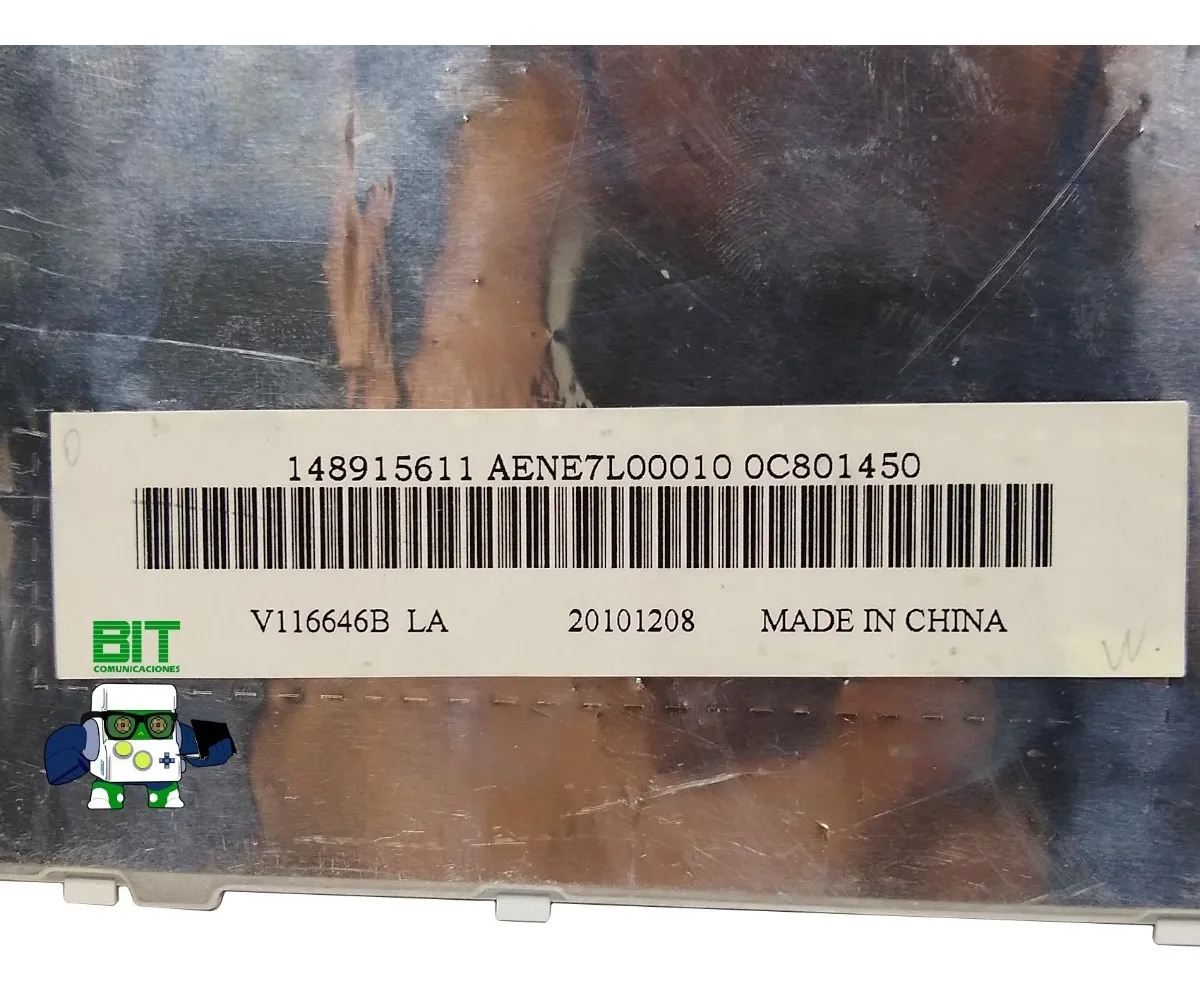 148915611 AENE7L00010 0C801450
V116646B LA 20101208 MADE IN CHINA
BIT
COMUNICACIONES
W.